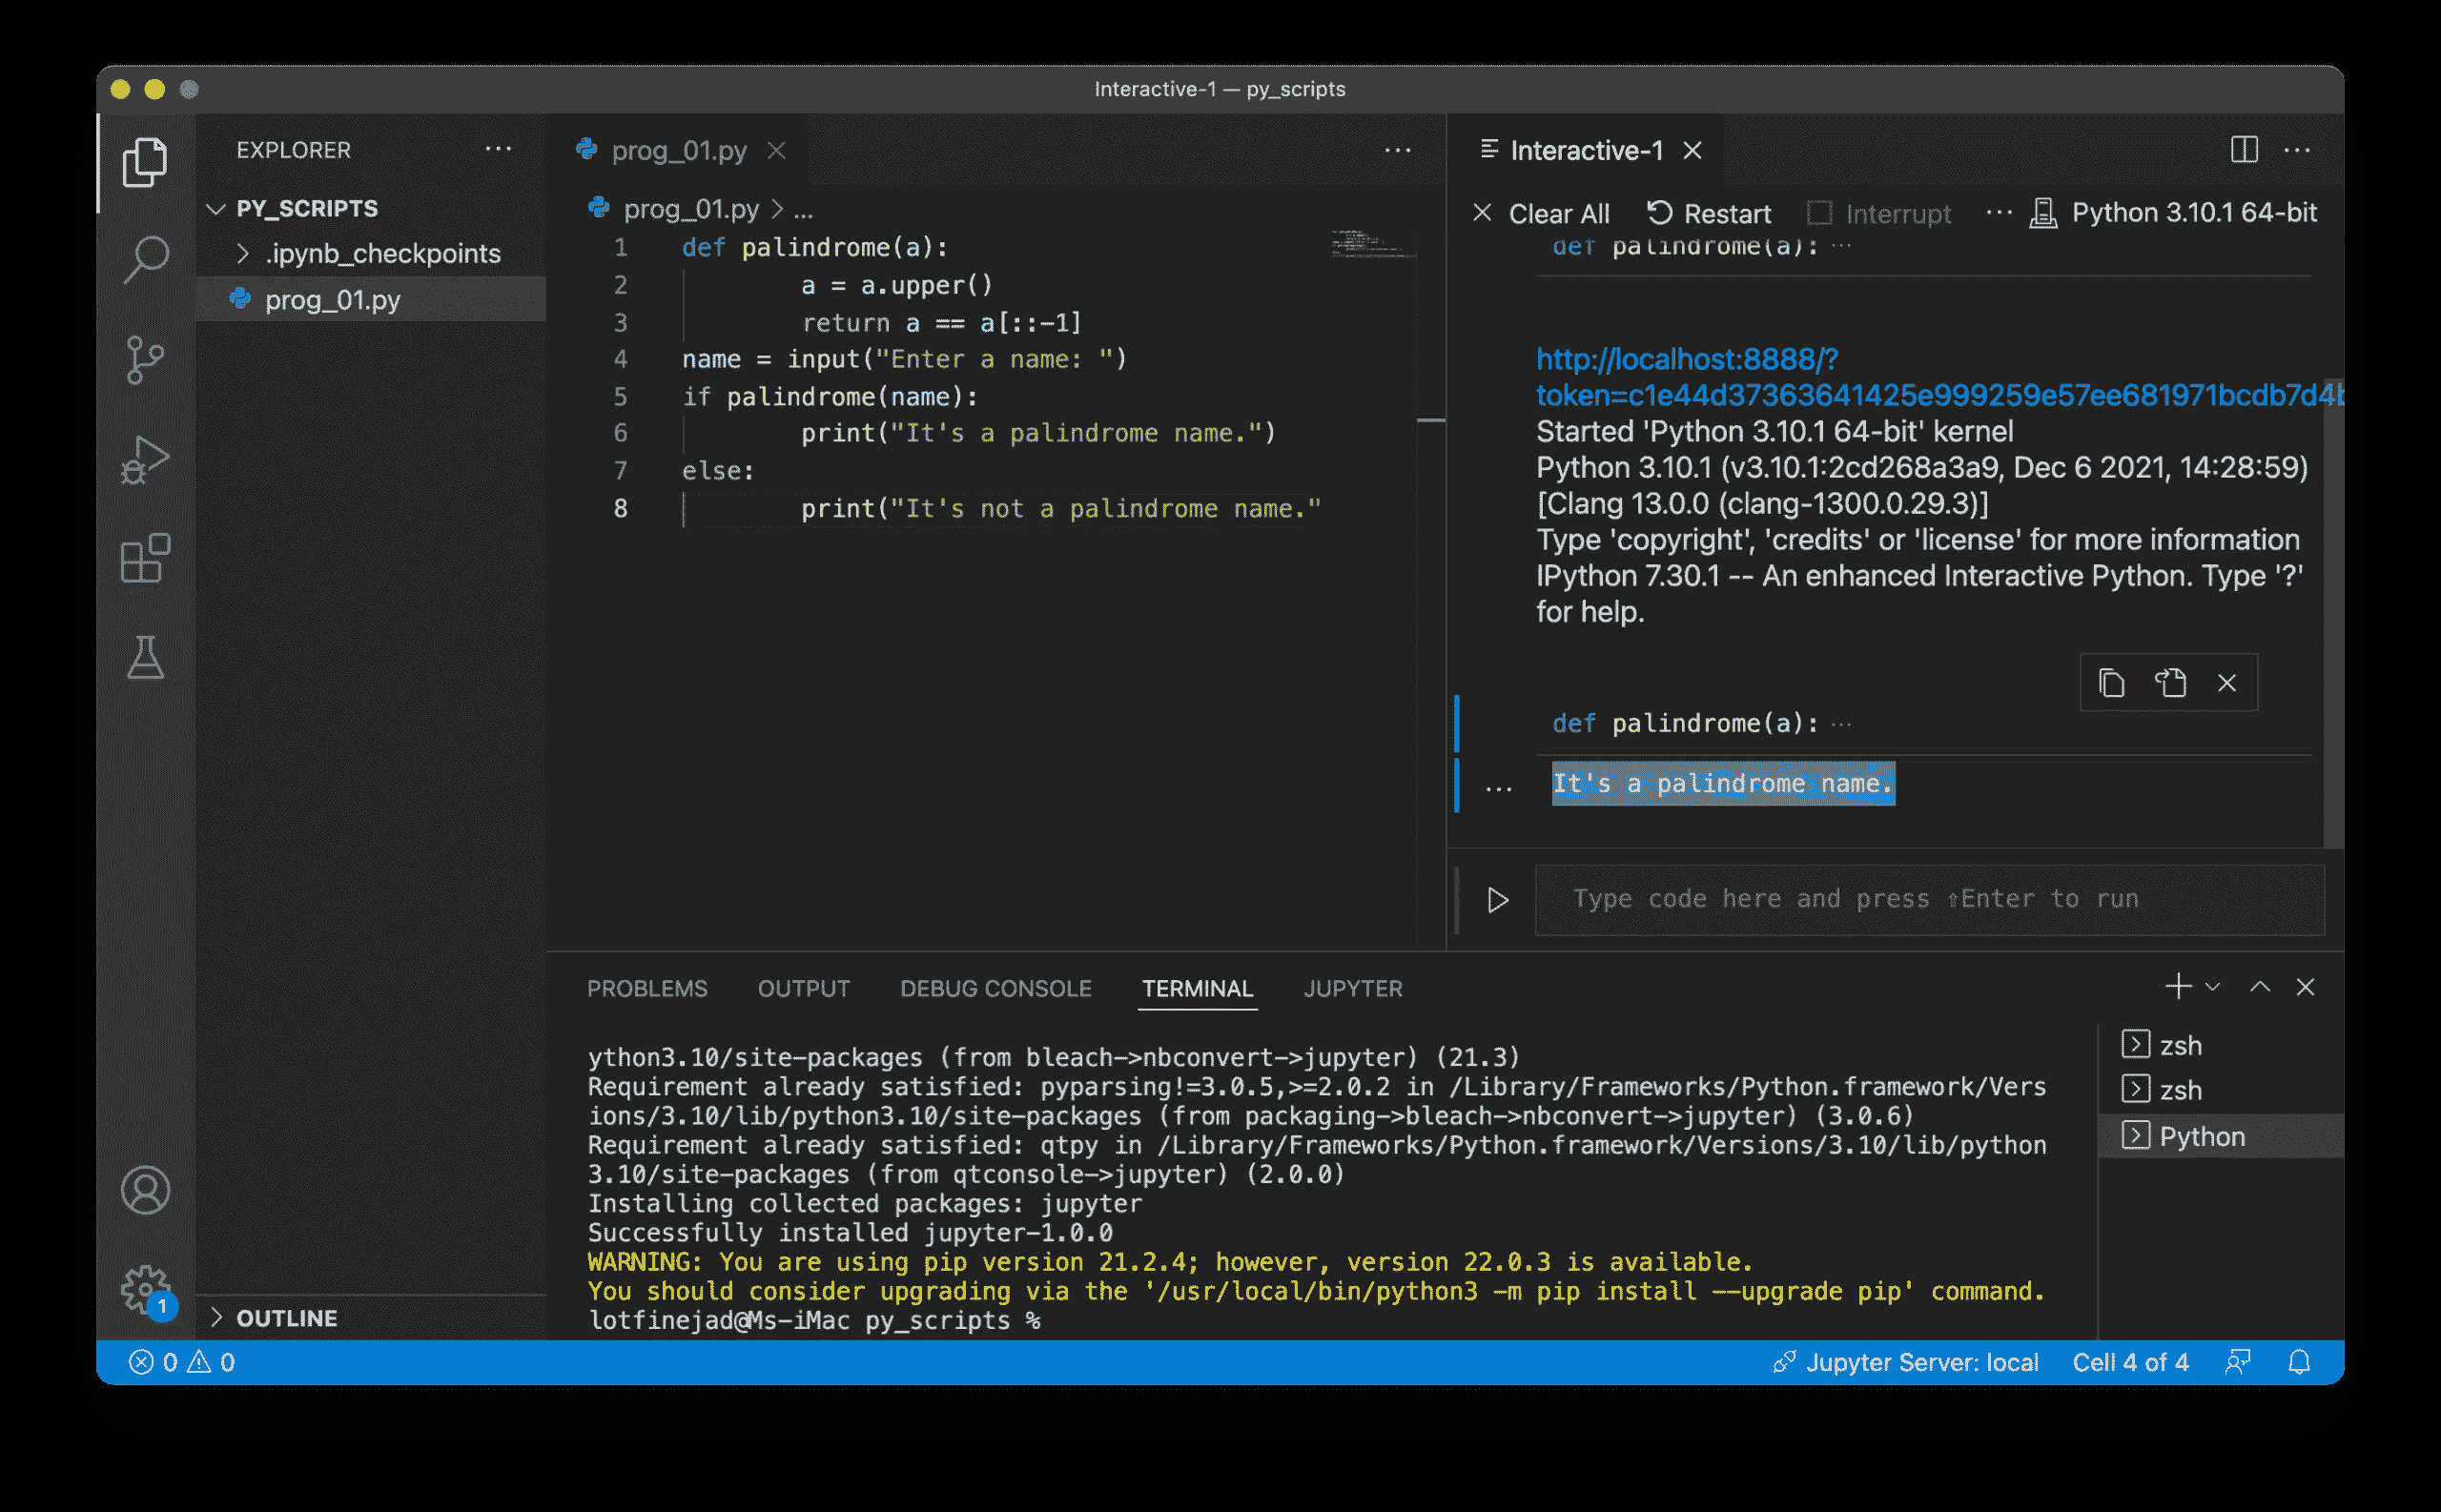 Interactive-1 — py_scripts
EXPLORER
PY_SCRIPTS
.ipynb_checkpoints
prog_01.py
OUTLINE
prog_01.py
prog_01.py > ...
1 def palindrome(a):
2 a = a.upper()
3 return a == a[::-1]
4 name = input("Enter a name: ")
5 if palindrome(name):
6 print("It's a palindrome name.")
7 else:
8 print("It's not a palindrome name."
Interactive-1
Clear All Restart Interrupt ... Python 3.10.1 64-bit
def palindrome(a): ...
http://localhost:8888/?
token=c1e44d37363641425e999259e57ee681971bcdb7d4b
Started 'Python 3.10.1 64-bit' kernel
Python 3.10.1 (v3.10.1:2cd268a3a9, Dec 6 2021, 14:28:59)
[Clang 13.0.0 (clang-1300.0.29.3)]
Type 'copyright', 'credits' or 'license' for more information
IPython 7.30.1 -- An enhanced Interactive Python. Type '?'
for help.
def palindrome(a): ...
It's a palindrome name.
Type code here and press ⇧Enter to run
PROBLEMS OUTPUT DEBUG CONSOLE TERMINAL JUPYTER
ython3.10/site-packages (from bleach->nbconvert->jupyter) (21.3)
Requirement already satisfied: pyparsing!=3.0.5,>=2.0.2 in /Library/Frameworks/Python.framework/Vers
ions/3.10/lib/python3.10/site-packages (from packaging->bleach->nbconvert->jupyter) (3.0.6)
Requirement already satisfied: qtpy in /Library/Frameworks/Python.framework/Versions/3.10/lib/python
3.10/site-packages (from qtconsole->jupyter) (2.0.0)
Installing collected packages: jupyter
Successfully installed jupyter-1.0.0
WARNING: You are using pip version 21.2.4; however, version 22.0.3 is available.
You should consider upgrading via the '/usr/local/bin/python3 -m pip install --upgrade pip' command.
lotfinejad@Ms-iMac py_scripts %
zsh
zsh
Python
1
0 0
Jupyter Server: local Cell 4 of 4